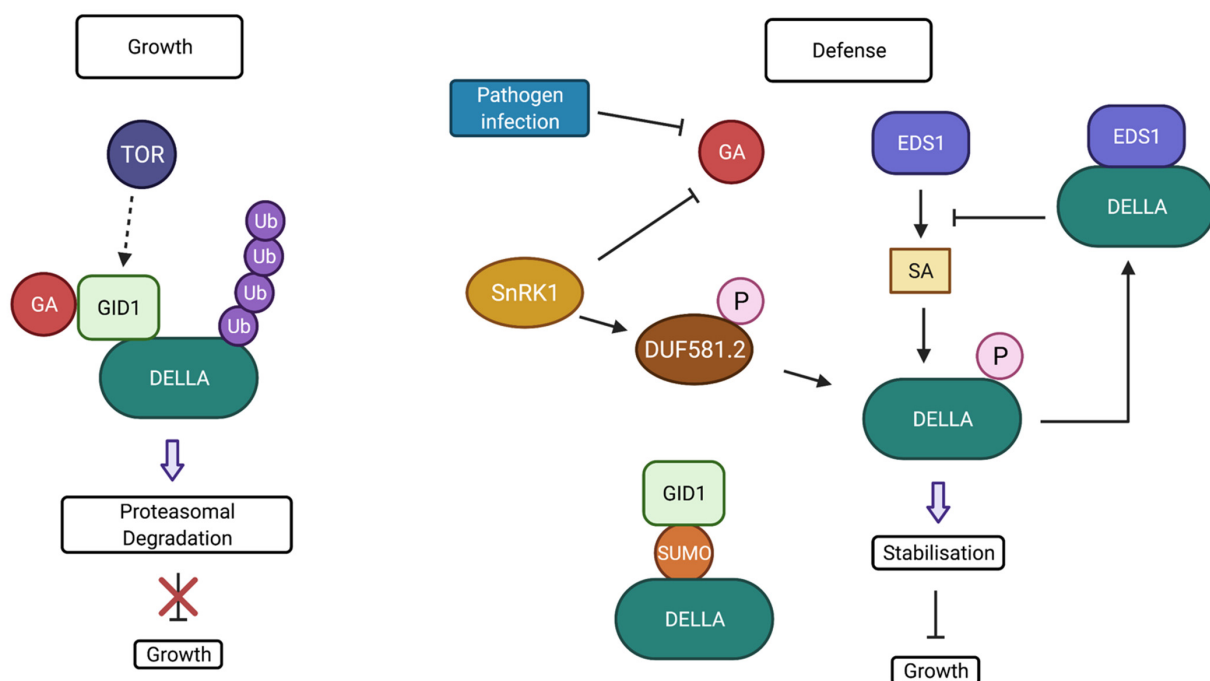 Growth
TOR
Ub
Ub
Ub
Ub
GA
GID1
DELLA
Proteasomal
Degradation
Growth
Defense
Pathogen
infection
GA
EDS1
EDS1
DELLA
SA
SnRK1
P
DUF581.2
P
DELLA
GID1
SUMO
DELLA
Stabilisation
Growth